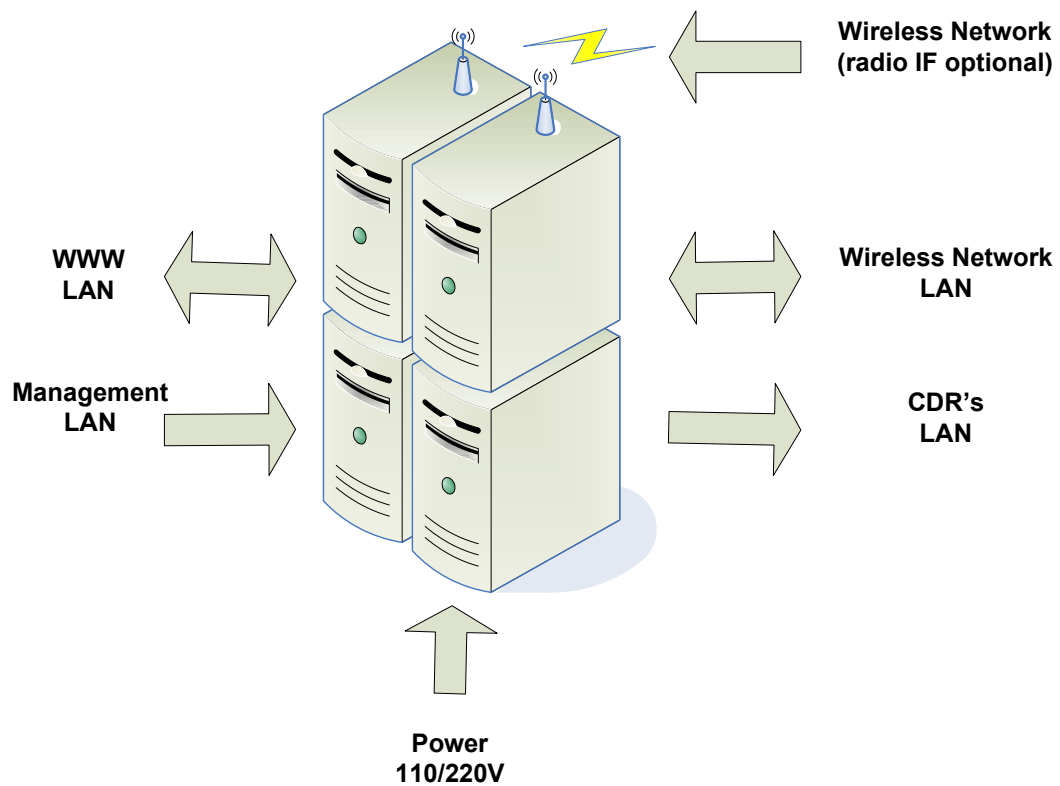 Wireless Network
(radio IF optional)
WWW
LAN
Wireless Network
LAN
Management
LAN
CDR's
LAN
Power
110/220V